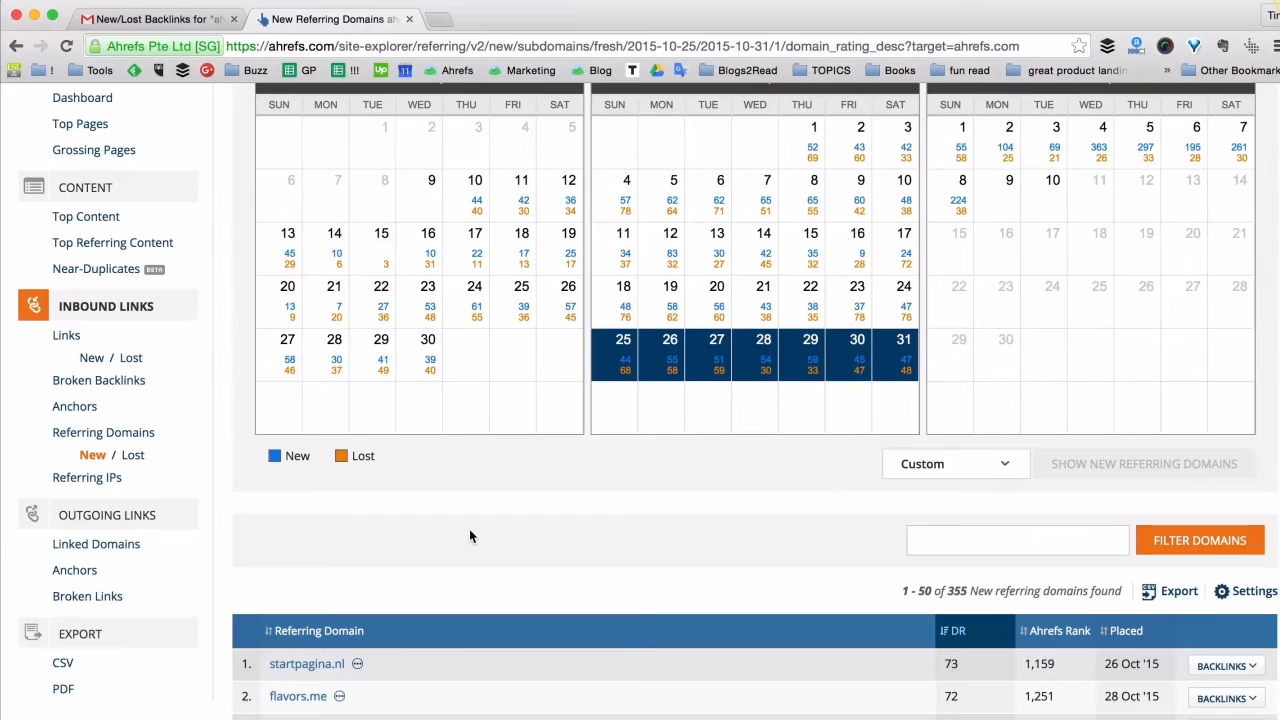 New/Lost Backlinks for "a
New Referring Domains ah
Tin
Ahrefs Pte Ltd [SG] https://ahrefs.com/site-explorer/referring/v2/new/subdomains/fresh/2015-10-25/2015-10-31/1/domain_rating_desc?target=ahrefs.com
! Tools Buzz GP !!! Up 11 Ahrefs Marketing Blog T Blogs2Read TOPICS Books fun read great product landin » Other Bookmark
Dashboard
Top Pages
Grossing Pages
CONTENT
Top Content
Top Referring Content
Near-Duplicates BETA
INBOUND LINKS
Links
New / Lost
Broken Backlinks
Anchors
Referring Domains
New / Lost
Referring IPs
OUTGOING LINKS
Linked Domains
Anchors
Broken Links
EXPORT
CSV
PDF
SUN MON TUE WED THU FRI SAT
1 2 3 4 5
6 7 8 9 10 11 12
44 42 36
40 30 34
13 14 15 16 17 18 19
45 10 10 22 17 25
29 6 3 31 11 13 17
20 21 22 23 24 25 26
13 7 27 53 61 39 57
9 20 36 48 55 36 45
27 28 29 30
58 30 41 39
46 37 49 40
SUN MON TUE WED THU FRI SAT
1 2 3
52 43 42
69 60 33
4 5 6 7 8 9 10
57 62 62 65 65 60 48
78 64 71 51 55 42 38
11 12 13 14 15 16 17
34 83 30 42 32 9 24
37 32 27 45 32 28 72
18 19 20 21 22 23 24
48 58 56 43 38 37 47
76 62 60 38 35 78 76
25 26 27 28 29 30 31
44 55 51 54 59 45 47
68 58 59 30 33 47 48
SUN MON TUE WED THU FRI SAT
1 2 3 4 5 6 7
55 104 69 363 297 195 261
58 25 21 26 33 28 30
8 9 10 11 12 13 14
224
38
15 16 17 18 19 20 21
22 23 24 25 26 27 28
29 30
New Lost
Custom
SHOW NEW REFERRING DOMAINS
FILTER DOMAINS
1 - 50 of 355 New referring domains found
Export
Settings
Referring Domain DR Ahrefs Rank Placed
1. startpagina.nl 73 1,159 26 Oct '15 BACKLINKS
2. flavors.me 72 1,251 28 Oct '15 BACKLINKS